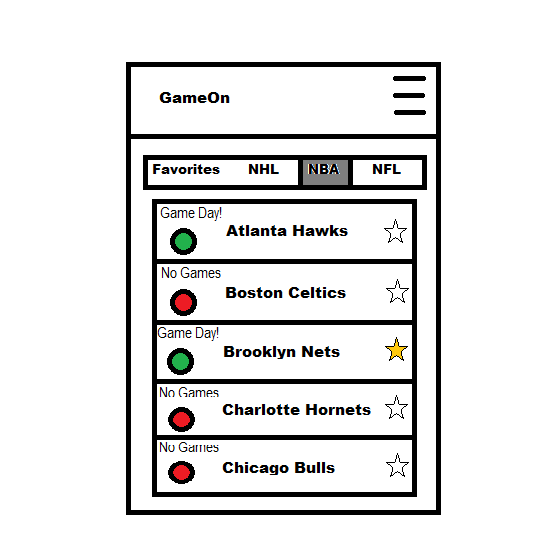 GameOn
Favorites NHL NBA NFL
Game Day!
Atlanta Hawks
No Games
Boston Celtics
Game Day!
Brooklyn Nets
No Games
Charlotte Hornets
No Games
Chicago Bulls